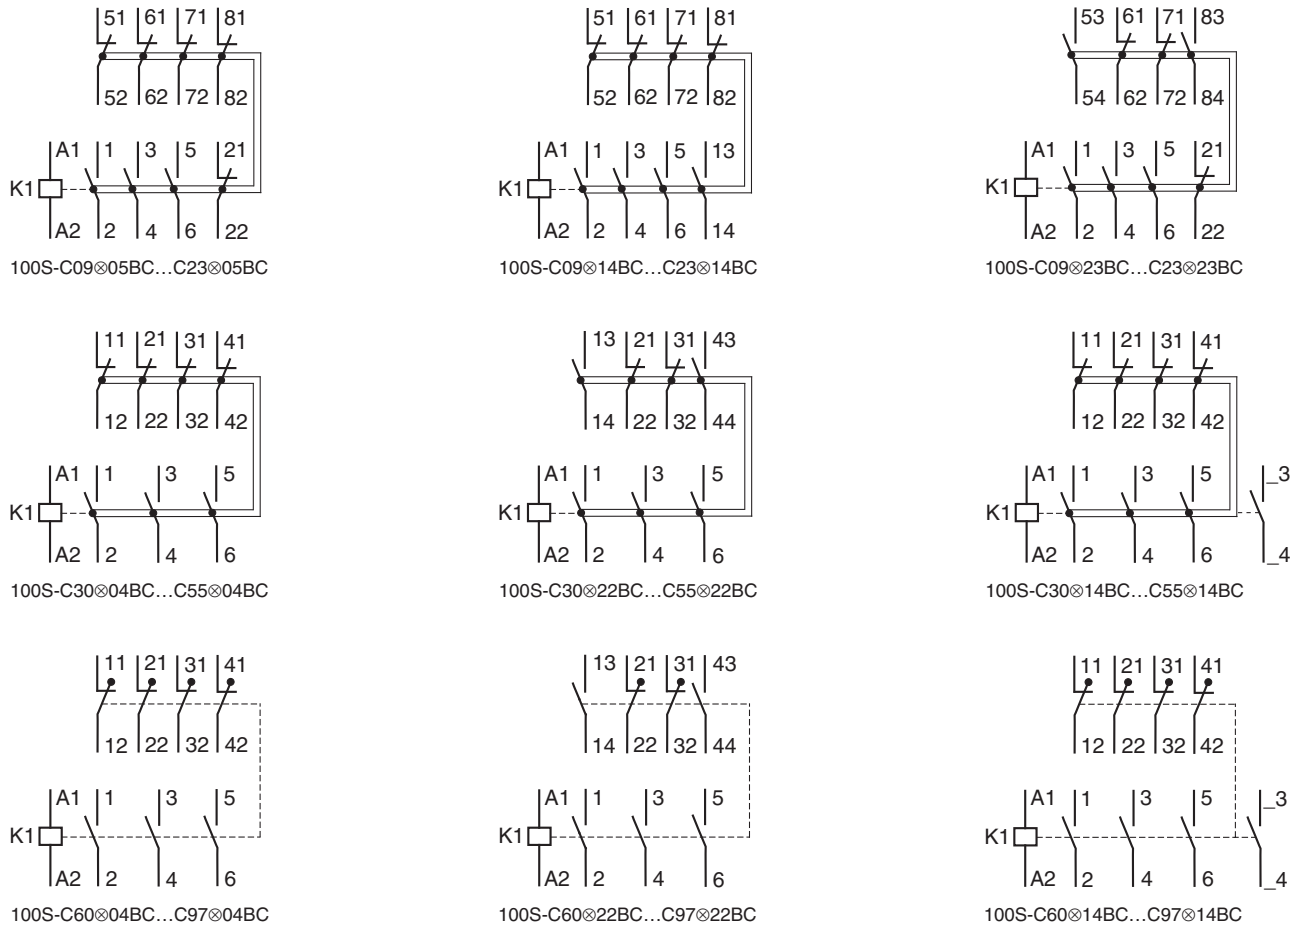 51 61 71 81
52 62 72 82
A1 1 3 5 21
K1
A2 2 4 6 22
100S-C09⊗05BC…C23⊗05BC
51 61 71 81
52 62 72 82
A1 1 3 5 13
K1
A2 2 4 6 14
100S-C09⊗14BC…C23⊗14BC
53 61 71 83
54 62 72 84
A1 1 3 5 21
K1
A2 2 4 6 22
100S-C09⊗23BC…C23⊗23BC
11 21 31 41
12 22 32 42
A1 1 3 5
K1
A2 2 4 6
100S-C30⊗04BC…C55⊗04BC
13 21 31 43
14 22 32 44
A1 1 3 5
K1
A2 2 4 6
100S-C30⊗22BC…C55⊗22BC
11 21 31 41
12 22 32 42
A1 1 3 5 _3
K1
A2 2 4 6 _4
100S-C30⊗14BC…C55⊗14BC
11 21 31 41
12 22 32 42
A1 1 3 5
K1
A2 2 4 6
100S-C60⊗04BC…C97⊗04BC
13 21 31 43
14 22 32 44
A1 1 3 5
K1
A2 2 4 6
100S-C60⊗22BC…C97⊗22BC
11 21 31 41
12 22 32 42
A1 1 3 5 _3
K1
A2 2 4 6 _4
100S-C60⊗14BC…C97⊗14BC